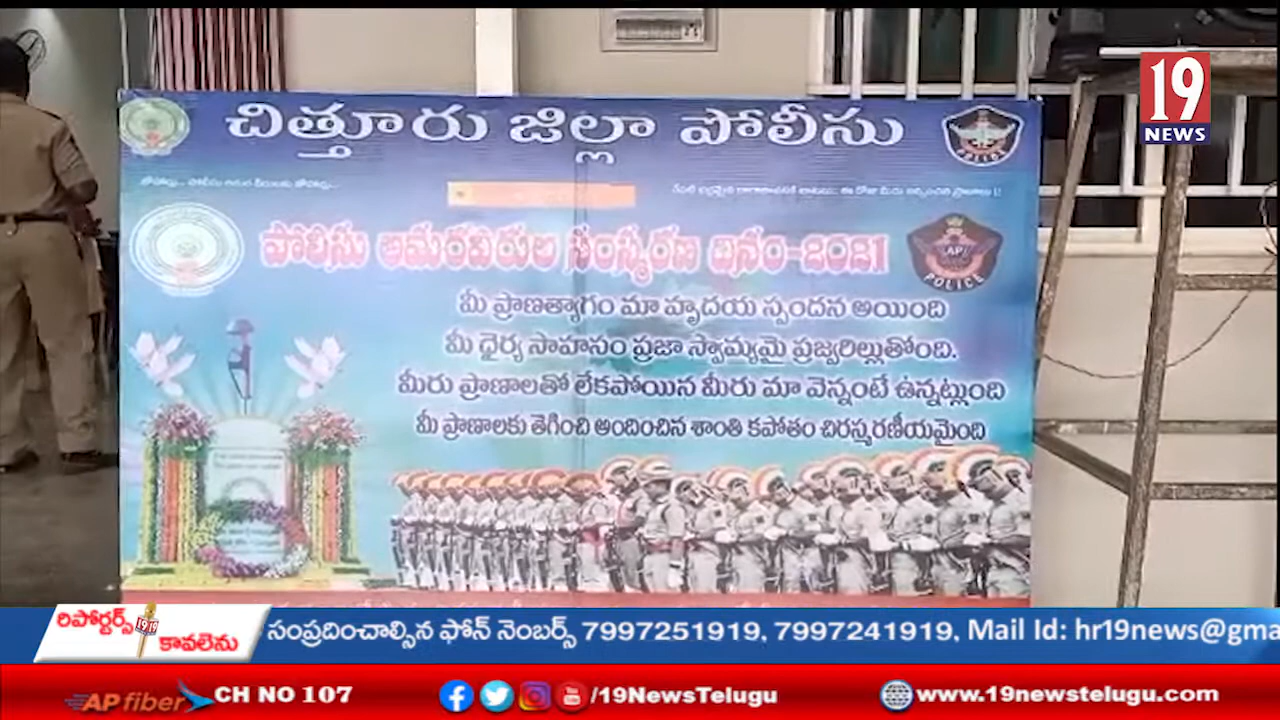 చిత్తూరు జిల్లా పోలీసు
POLICE
19
NEWS
పోలీసు అమరవీరుల సంస్మరణ దినం-2021
AP
POLICE
మీ ప్రాణత్యాగం మా హృదయ స్పందన అయింది
మీ ధైర్య సాహసం ప్రజా స్వామ్యమై ప్రజ్వరిల్లుతోంది.
మీరు ప్రాణాలతో లేకపోయిన మీరు మా వెన్నంటే ఉన్నట్లుంది
మీ ప్రాణాలకు తెగించి అందించిన శాంతి కపోతం చిరస్మరణీయమైంది
రిపోర్టర్స్ 19
కావలెను
సంప్రదించాల్సిన ఫోన్ నెంబర్స్ 7997251919, 7997241919, Mail Id: hr19news@gma
AP fiber CH NO 107 /19NewsTelugu www.19newstelugu.com